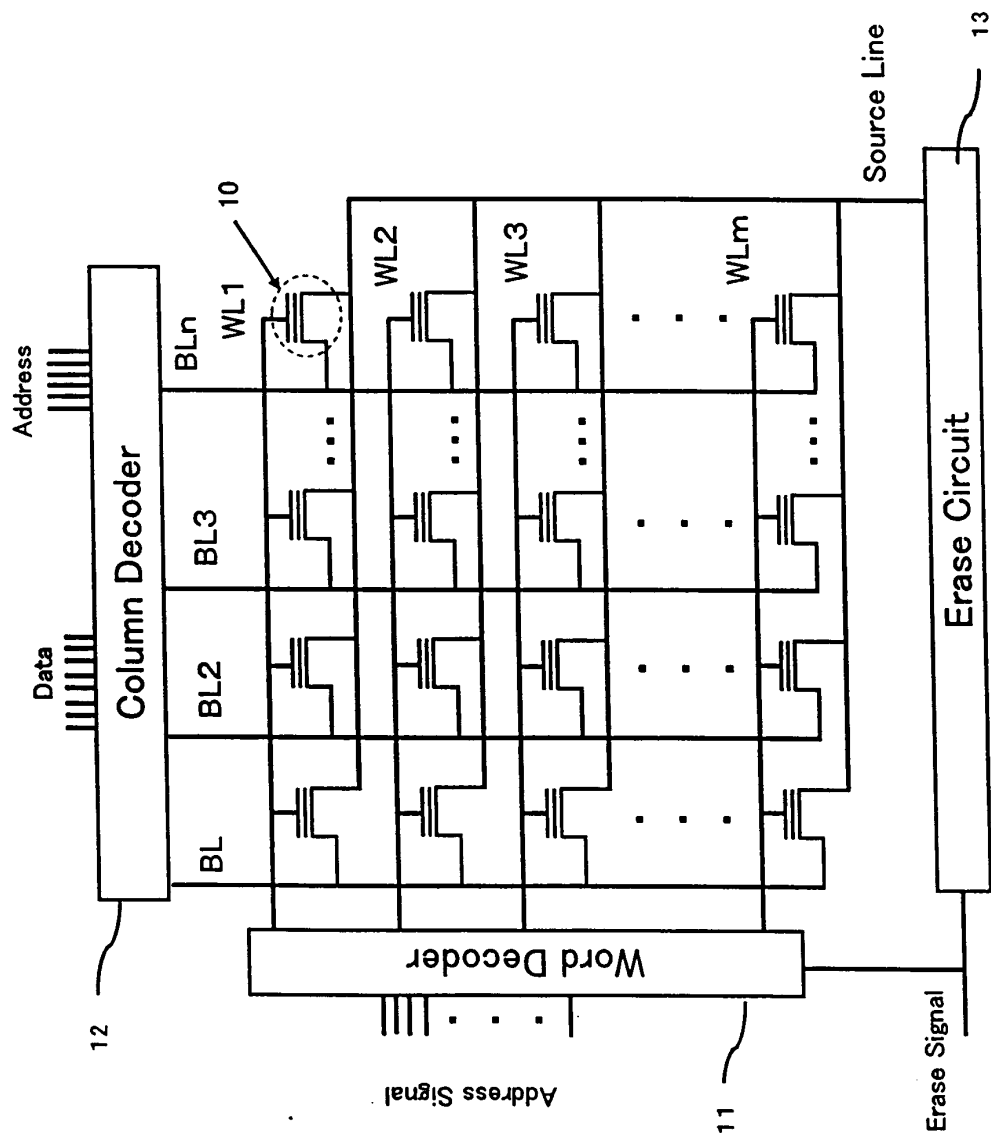 Address
Data
Column Decoder
12
BL
BL2
BL3
BLn
10
WL1
WL2
WL3
WLm
Word Decoder
Address Signal
11
Source Line
Erase Circuit
13
Erase Signal